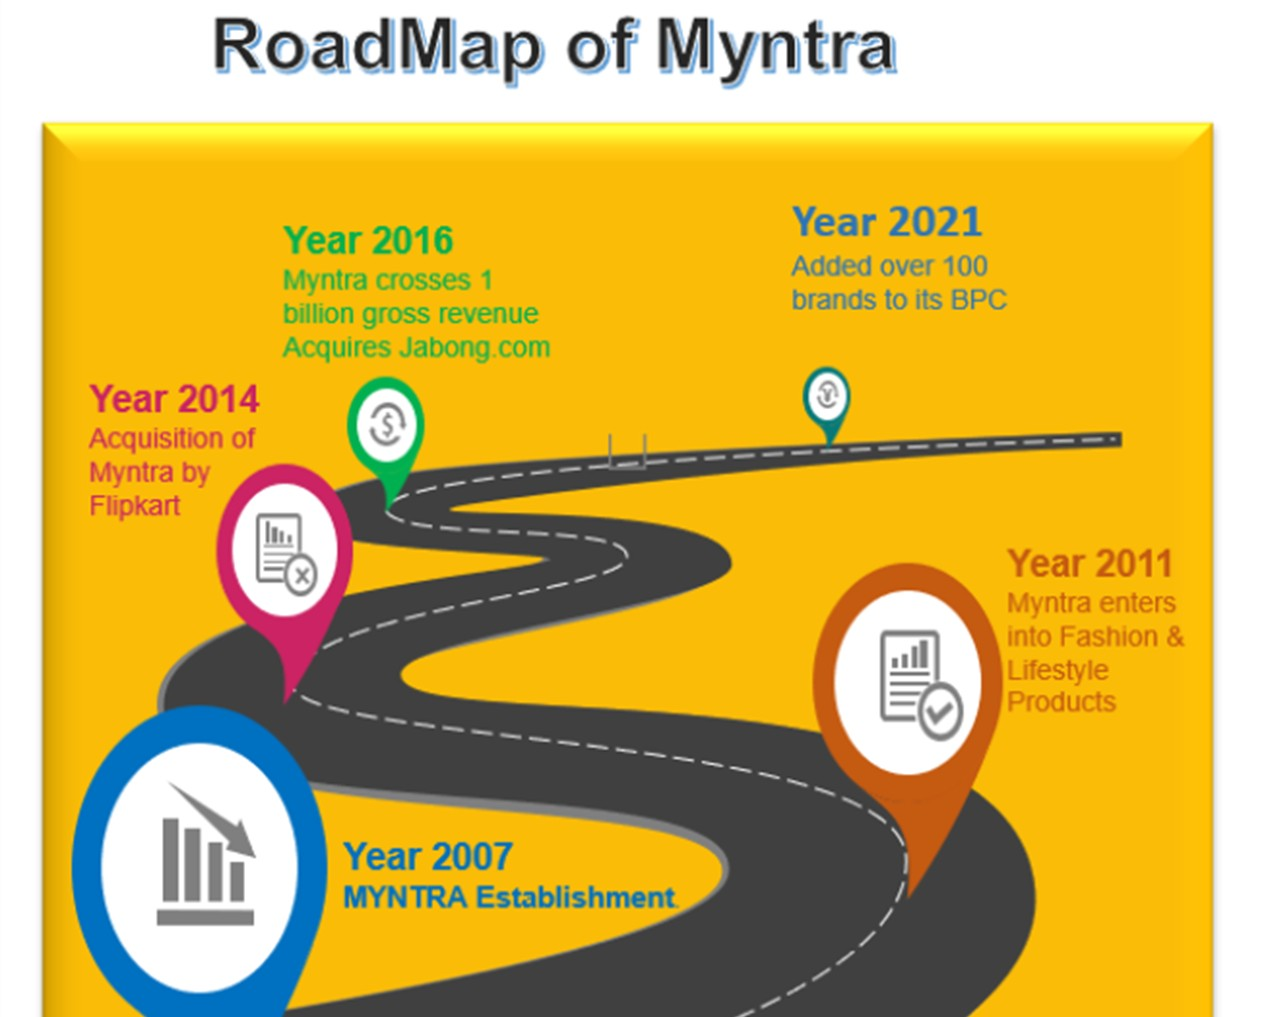 RoadMap of Myntra
Year 2016
Myntra crosses 1
billion gross revenue
Acquires Jabong.com
Year 2021
Added over 100
brands to its BPC
Year 2014
Acquisition of
Myntra by
Flipkart
Year 2011
Myntra enters
into Fashion &
Lifestyle
Products
Year 2007
MYNTRA Establishment.